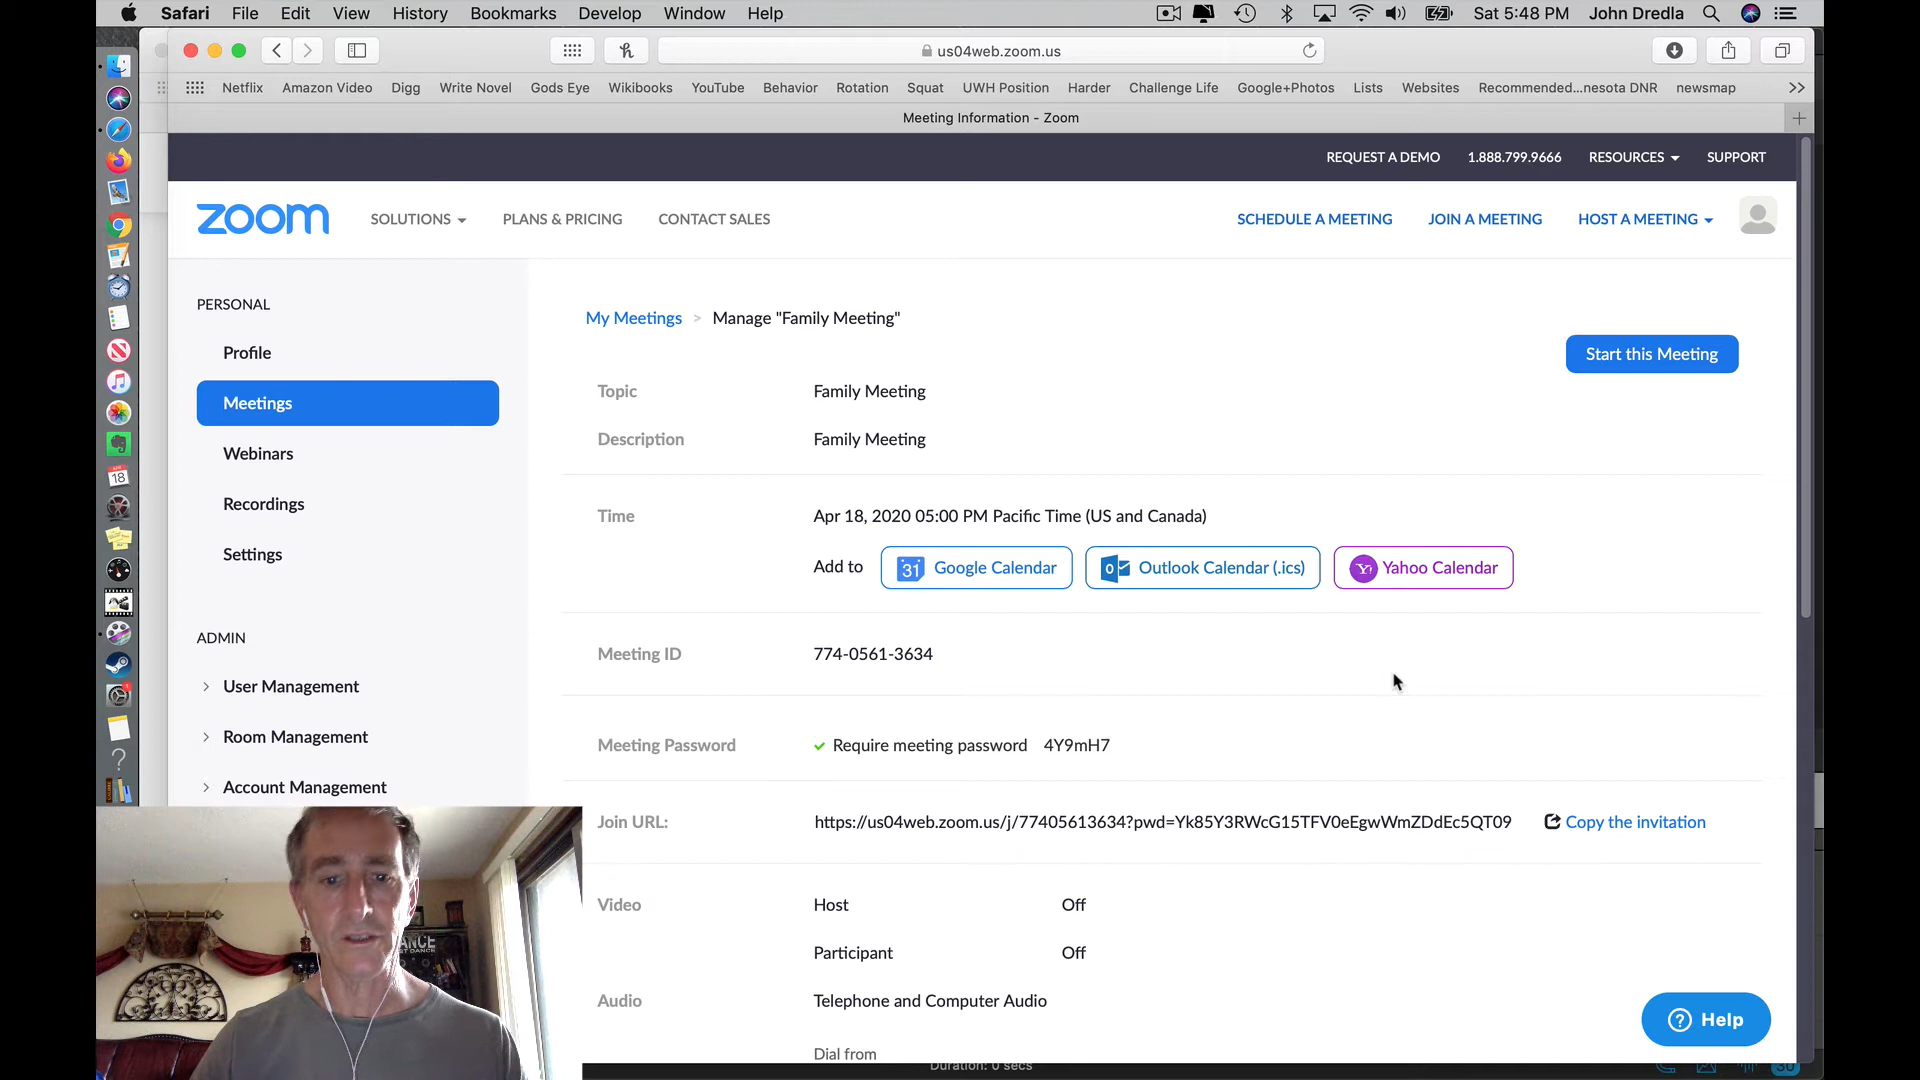 Safari File Edit View History Bookmarks Develop Window Help Sat 5:48 PM John Dredla
us04web.zoom.us
Netflix Amazon Video Digg Write Novel Gods Eye Wikibooks YouTube Behavior Rotation Squat UWH Position Harder Challenge Life Google+Photos Lists Websites Recommended...nesota DNR newsmap >>
Meeting Information - Zoom
REQUEST A DEMO 1.888.799.9666 RESOURCES SUPPORT
zoom SOLUTIONS PLANS & PRICING CONTACT SALES SCHEDULE A MEETING JOIN A MEETING HOST A MEETING
PERSONAL
Profile
Meetings
Webinars
Recordings
Settings
ADMIN
User Management
Room Management
Account Management
My Meetings > Manage "Family Meeting"
Start this Meeting
Topic Family Meeting
Description Family Meeting
Time Apr 18, 2020 05:00 PM Pacific Time (US and Canada)
Add to 31 Google Calendar Outlook Calendar (.ics) Yahoo Calendar
Meeting ID 774-0561-3634
Meeting Password Require meeting password 4Y9mH7
Join URL: https://us04web.zoom.us/j/77405613634?pwd=Yk85Y3RWcG15TFV0eEgwWmZDdEc5QT09 Copy the invitation
Video Host Off
Participant Off
Audio Telephone and Computer Audio
Dial from
Help
Duration: 0 secs